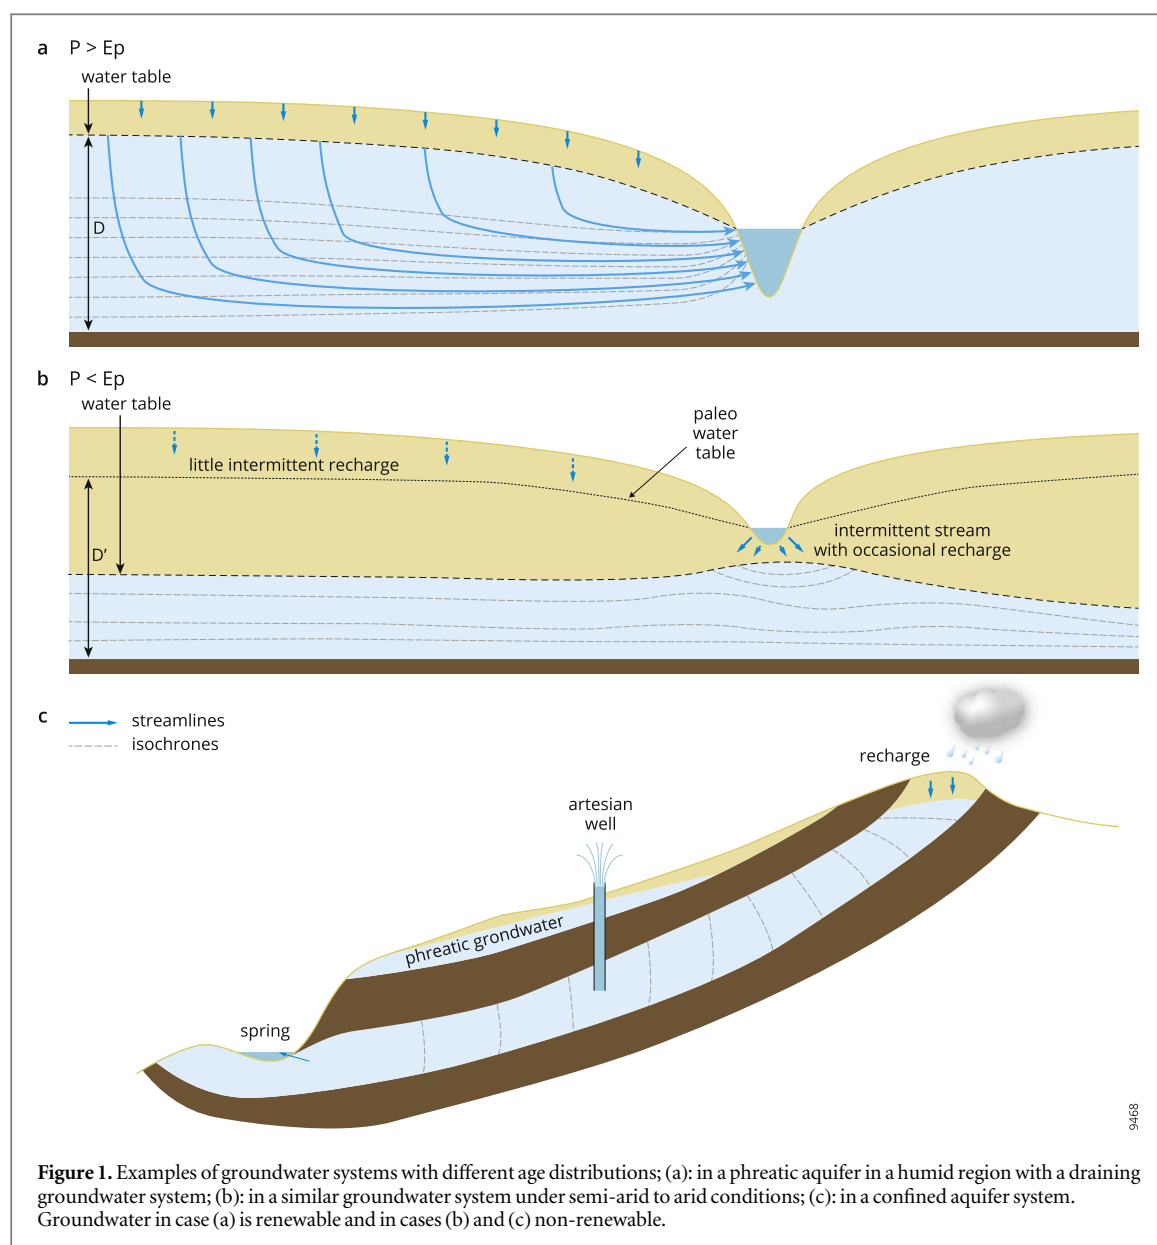 a P > Ep
water table
D
b P < Ep
water table
paleo
water
table
little intermittent recharge
D’
intermittent stream
with occasional recharge
c
streamlines
isochrones
recharge
artesian
well
phreatic grondwater
spring
9468
Figure 1. Examples of groundwater systems with different age distributions; (a): in a phreatic aquifer in a humid region with a draining
groundwater system; (b): in a similar groundwater system under semi-arid to arid conditions; (c): in a confined aquifer system.
Groundwater in case (a) is renewable and in cases (b) and (c) non-renewable.